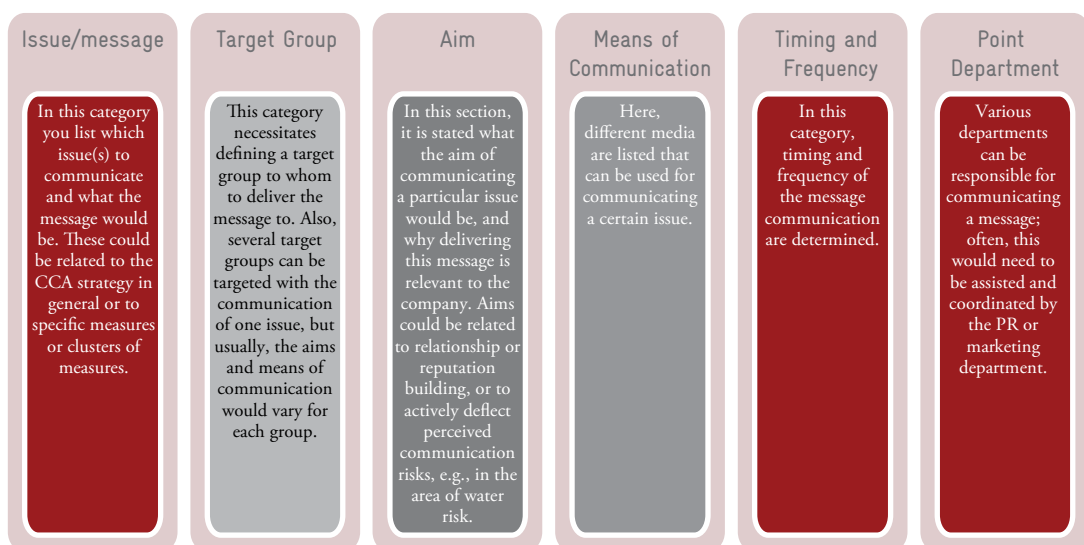 Issue/message
In this category
you list which
issue(s) to
communicate
and what the
message would
be. These could
be related to the
CCA strategy in
general or to
specific measures
or clusters of
measures.
Target Group
This category
necessitates
defining a target
group to whom
to deliver the
message to. Also,
several target
groups can be
targeted with the
communication
of one issue, but
usually, the aims
and means of
communication
would vary for
each group.
Aim
In this section,
it is stated what
the aim of
communicating
a particular issue
would be, and
why delivering
this message is
relevant to the
company. Aims
could be related
to relationship or
reputation
building, or to
actively deflect
perceived
communication
risks, e.g., in the
area of water
risk.
Means of
Communication
Here,
different media
are listed that
can be used for
communicating
a certain issue.
Timing and
Frequency
In this
category,
timing and
frequency of
the message
communication
are determined.
Point
Department
Various
departments
can be
responsible for
communicating
a message;
often, this
would need to
be assisted and
coordinated by
the PR or
marketing
department.